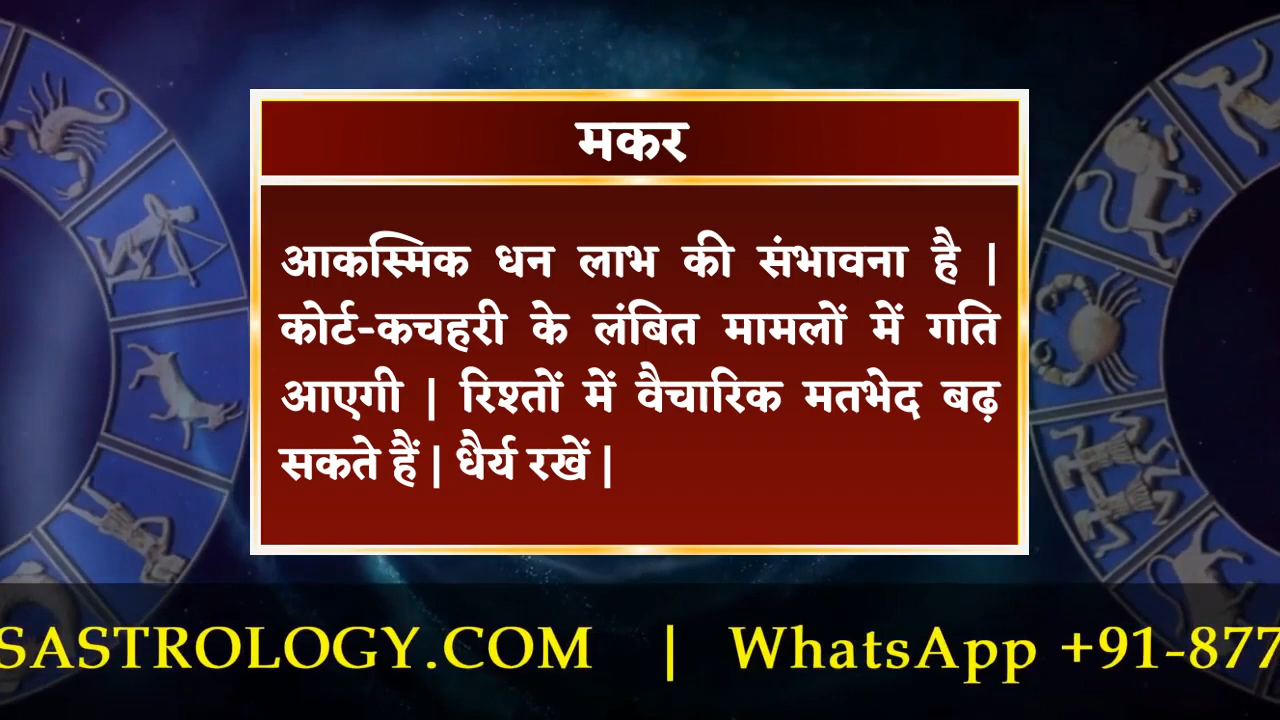 मकर
आकस्मिक धन लाभ की संभावना है |
कोर्ट-कचहरी के लंबित मामलों में गति
आएगी | रिश्तों में वैचारिक मतभेद बढ़
सकते हैं | धैर्य रखें |
SASTROLOGY.COM | WhatsApp +91-877